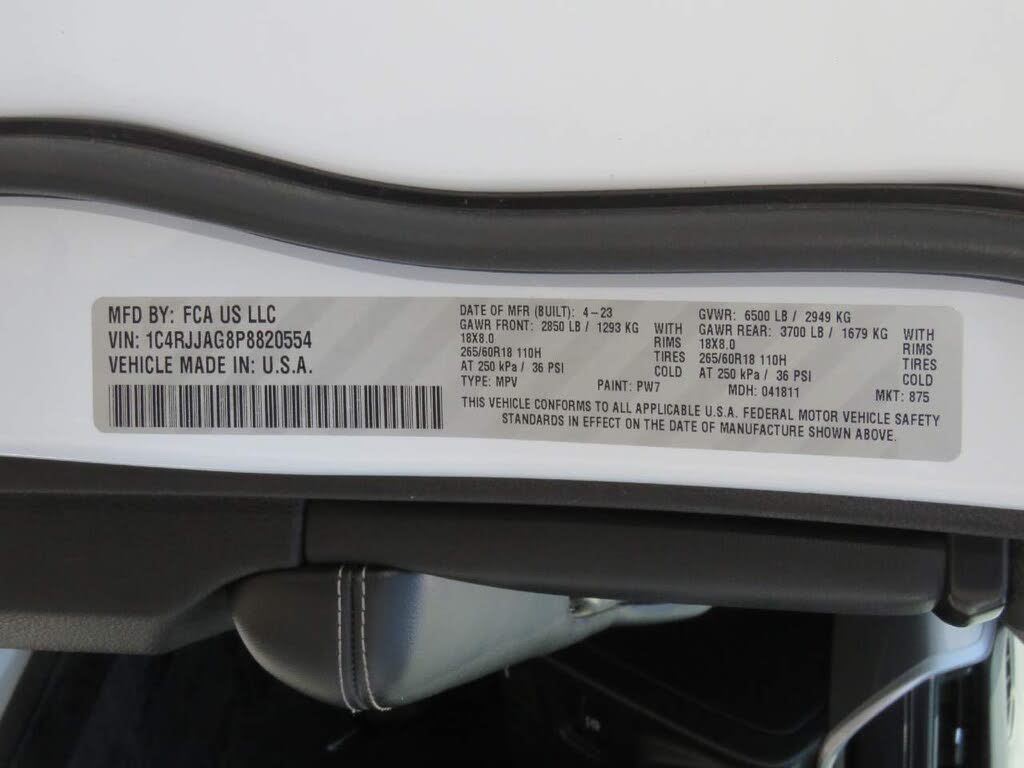 MFD BY: FCA US LLC
VIN: 1C4RJJAG8P8820554
VEHICLE MADE IN: U.S.A.
DATE OF MFR (BUILT): 4-23
GAWR FRONT: 2850 LB / 1293 KG WITH
18X8.0 RIMS
265/60R18 110H TIRES
AT 250 kPa / 36 PSI COLD
TYPE: MPV PAINT: PW7
GVWR: 6500 LB / 2949 KG
GAWR REAR: 3700 LB / 1679 KG WITH
18X8.0 RIMS
265/60R18 110H TIRES
AT 250 kPa / 36 PSI COLD
MDH: 041811 MKT: 875
THIS VEHICLE CONFORMS TO ALL APPLICABLE U.S.A. FEDERAL MOTOR VEHICLE SAFETY
STANDARDS IN EFFECT ON THE DATE OF MANUFACTURE SHOWN ABOVE.